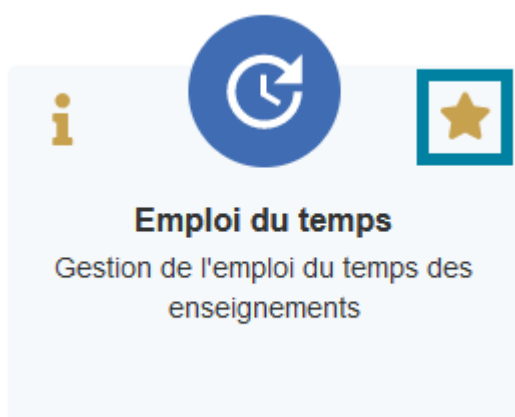 Emploi du temps
Gestion de l'emploi du temps des
enseignements